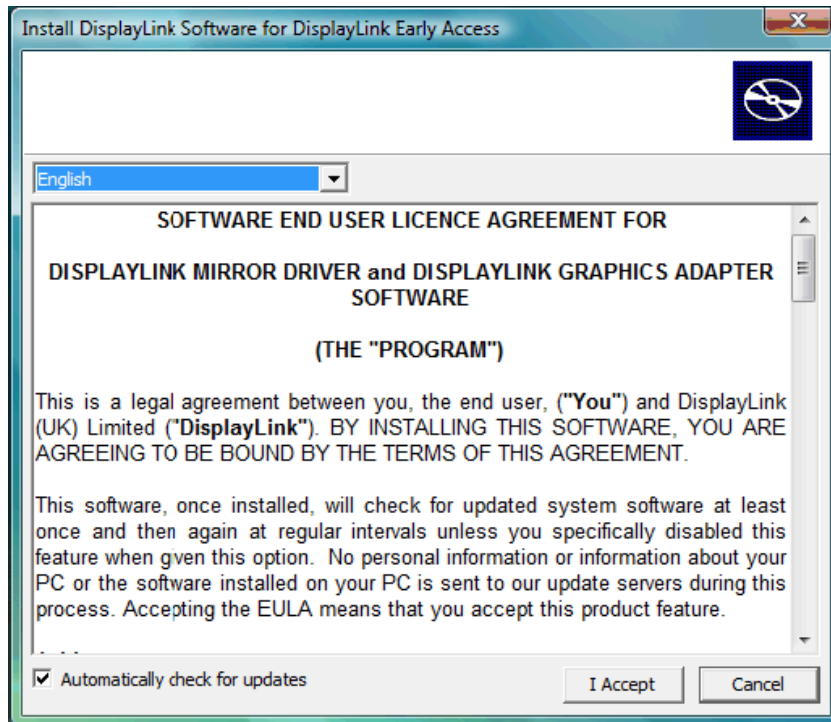 Install DisplayLink Software for DisplayLink Early Access
English
SOFTWARE END USER LICENCE AGREEMENT FOR
DISPLAYLINK MIRROR DRIVER and DISPLAYLINK GRAPHICS ADAPTER
SOFTWARE
(THE "PROGRAM")
This is a legal agreement between you, the end user, ("You") and DisplayLink
(UK) Limited ("DisplayLink"). BY INSTALLING THIS SOFTWARE, YOU ARE
AGREEING TO BE BOUND BY THE TERMS OF THIS AGREEMENT.
This software, once installed, will check for updated system software at least
once and then again at regular intervals unless you specifically disabled this
feature when given this option. No personal information or information about your
PC or the software installed on your PC is sent to our update servers during this
process. Accepting the EULA means that you accept this product feature.
Automatically check for updates
I Accept
Cancel